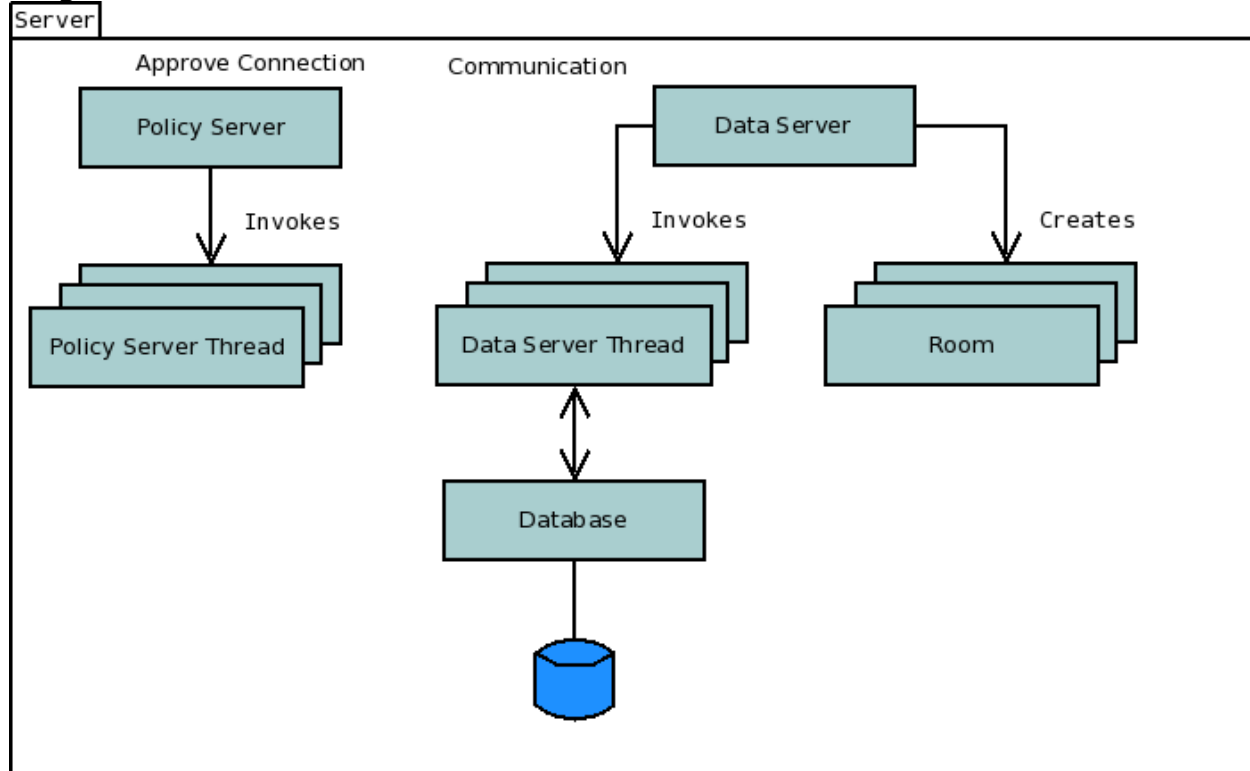 Server
Approve Connection
Communication
Policy Server
Data Server
Invokes
Invokes
Creates
Policy Server Thread
Data Server Thread
Room
Database